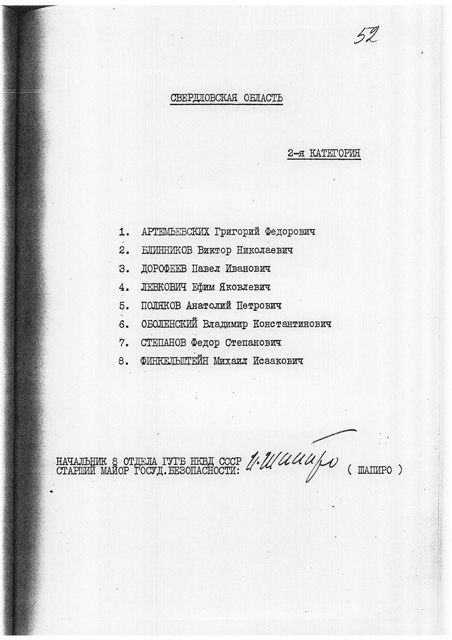 52
СВЕРДЛОВСКАЯ ОБЛАСТЬ
2-я КАТЕГОРИЯ
1. АРТЕМЬЕВСКИХ Григорий Федорович
2. БЛИННИКОВ Виктор Николаевич
3. ДОРОФЕЕВ Павел Иванович
4. ЛЕВКОВИЧ Ефим Яковлевич
5. ПОЛЯКОВ Анатолий Петрович
6. ОБОЛЕНСКИЙ Владимир Константинович
7. СТЕПАНОВ Федор Степанович
8. ФИНКЕЛЬШТЕЙН Михаил Исаакович
НАЧАЛЬНИК 8 ОТДЕЛА ГУГБ НКВД СССР
СТАРШИЙ МАЙОР ГОСУД.БЕЗОПАСНОСТИ: И.Шапиро ( ШАПИРО )